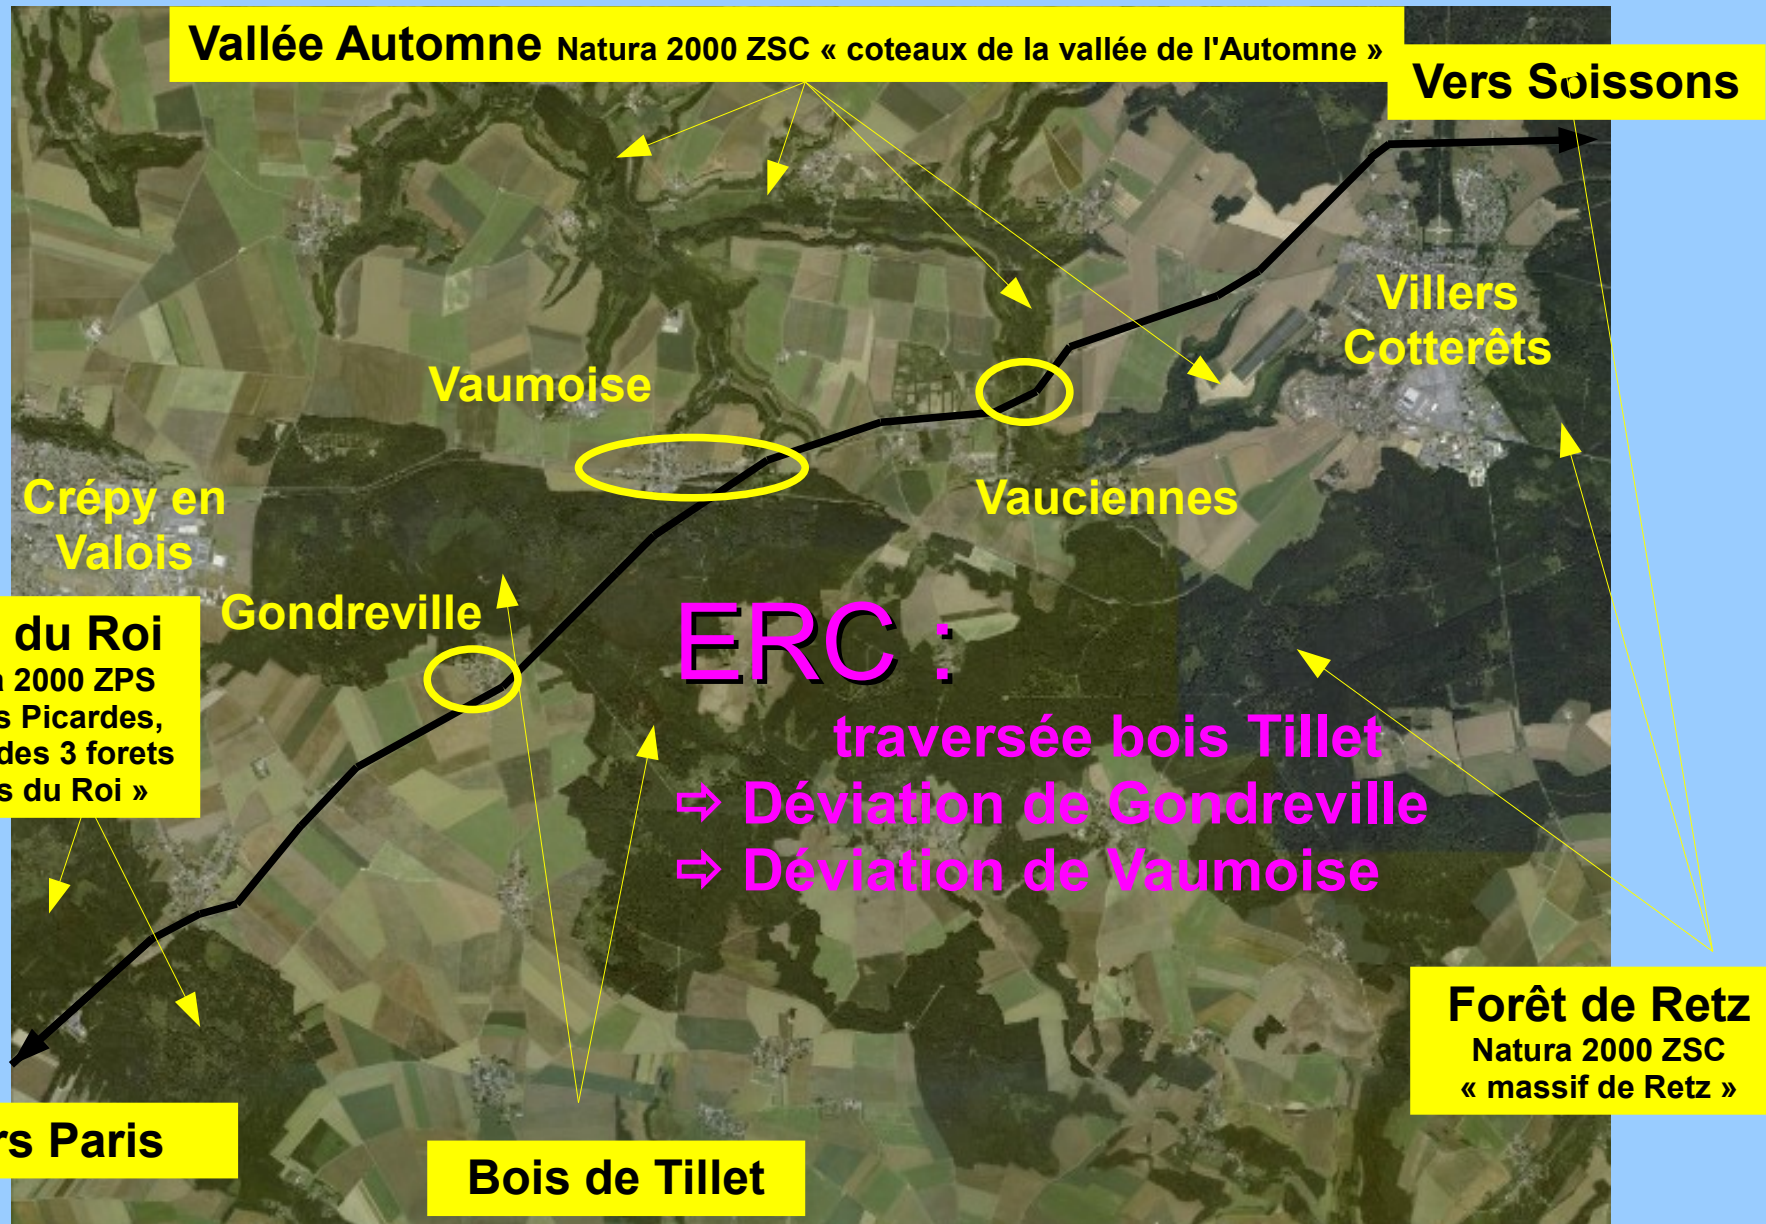 Vallée Automne Natura 2000 ZSC « coteaux de la vallée de l'Automne »
Vers Soissons
Villers
Cotterêts
Vaumoise
Crépy en
Valois
Vauciennes
Gondreville
du Roi
2000 ZPS
Picardes,
des 3 forets
du Roi »
ERC :
traversée bois Tillet
⇨ Déviation de Gondreville
⇨ Déviation de Vaumoise
Forêt de Retz
Natura 2000 ZSC
« massif de Retz »
Paris
Bois de Tillet